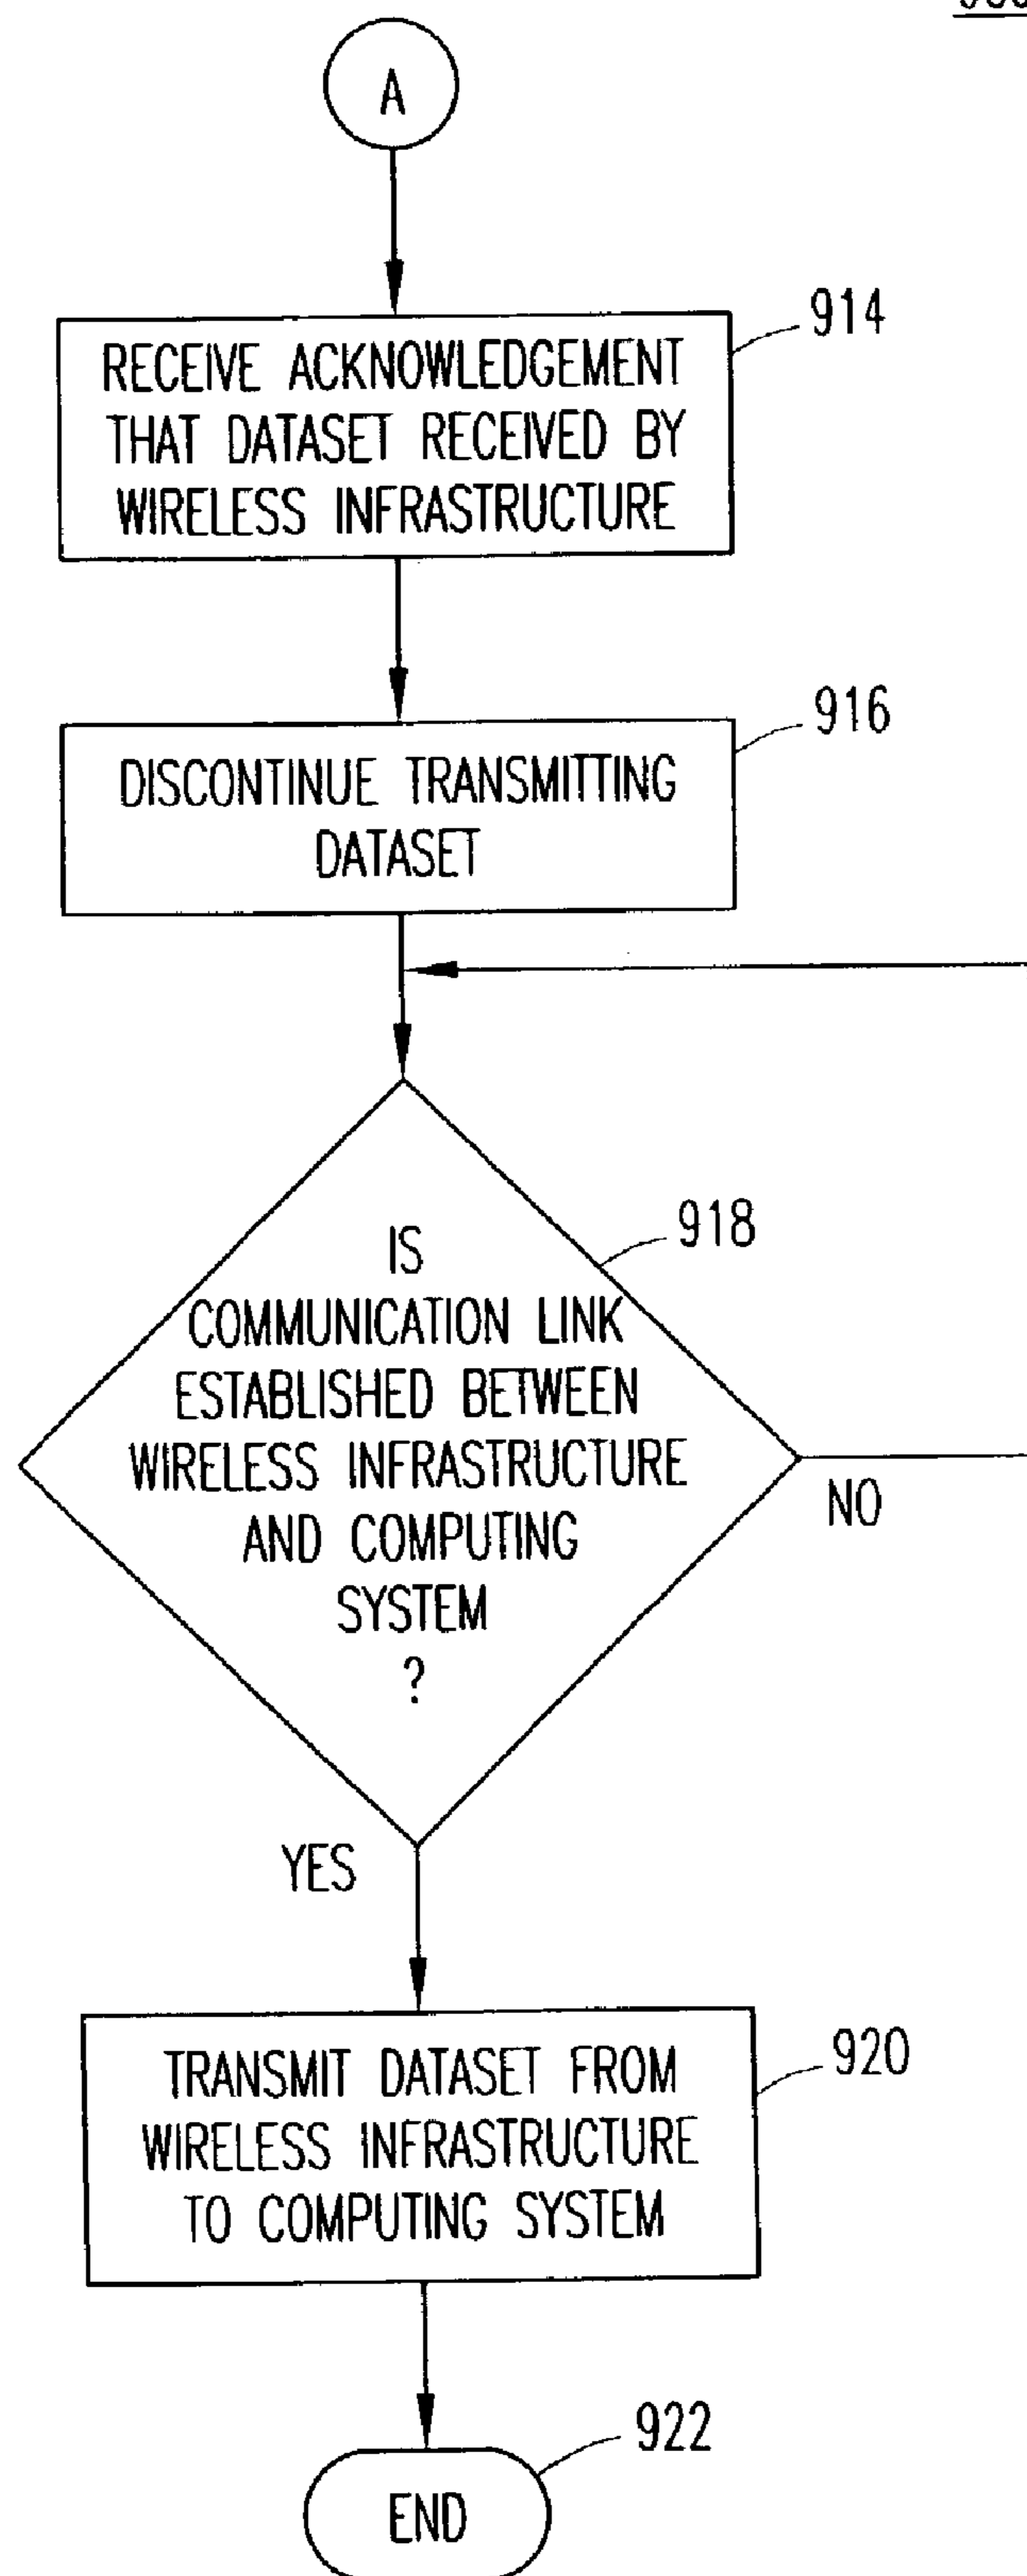 A
914
RECEIVE ACKNOWLEDGEMENT
THAT DATASET RECEIVED BY
WIRELESS INFRASTRUCTURE
916
DISCONTINUE TRANSMITTING
DATASET
918
IS
COMMUNICATION LINK
ESTABLISHED BETWEEN
WIRELESS INFRASTRUCTURE
AND COMPUTING
SYSTEM
?
NO
YES
920
TRANSMIT DATASET FROM
WIRELESS INFRASTRUCTURE
TO COMPUTING SYSTEM
922
END